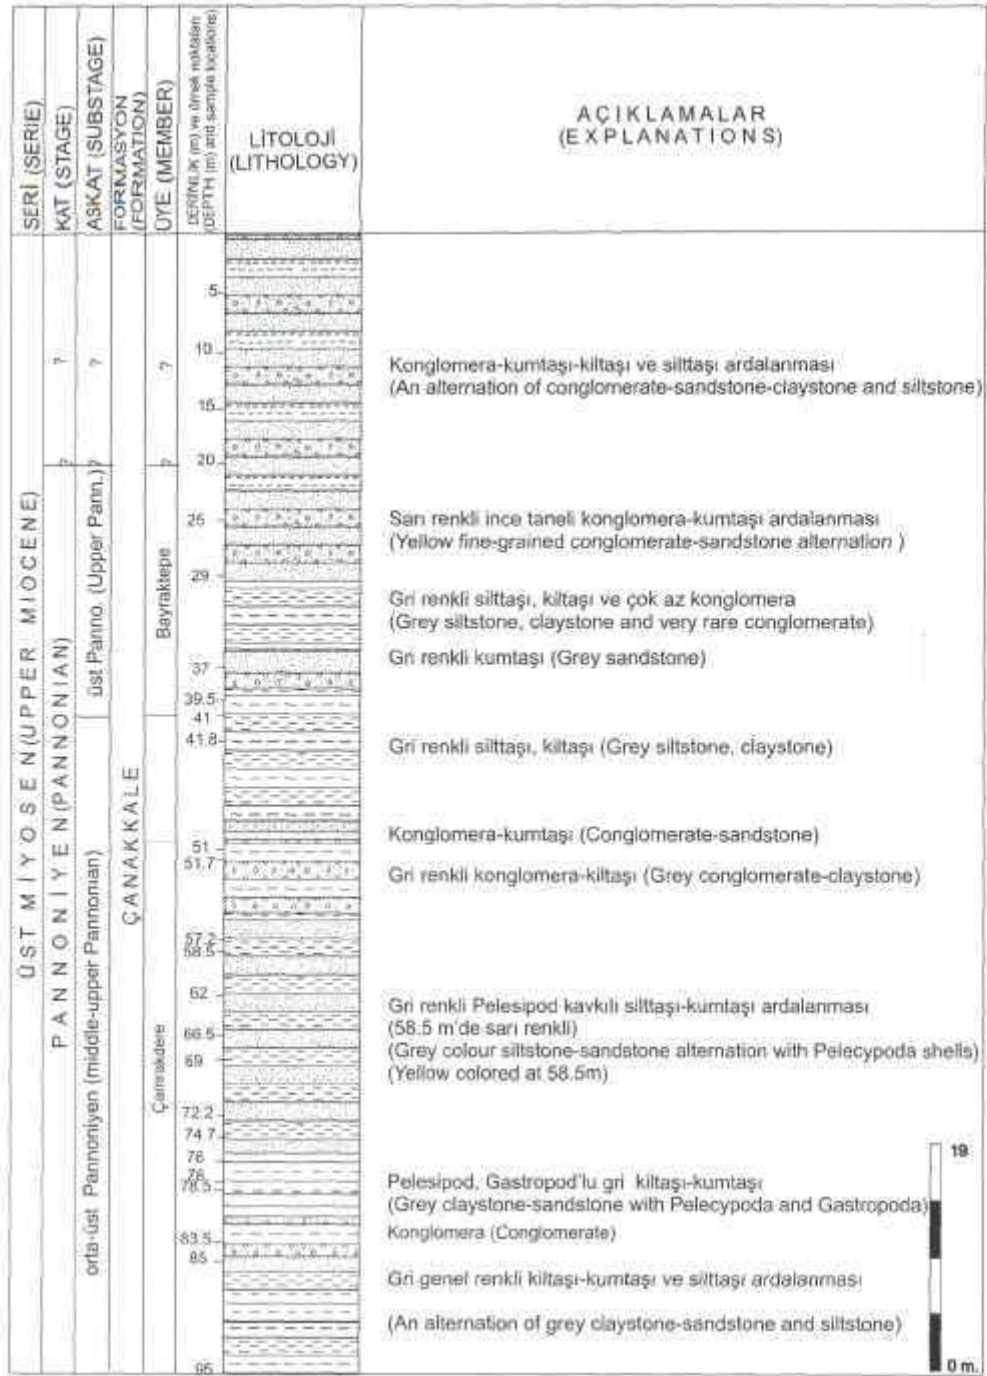 SERİ (SERIE)
KAT (STAGE)
ASKAT (SUBSTAGE)
FORMASYON
(FORMATION)
ÜYE (MEMBER)
DERİNLİK (m) ve örnek noktaları
(DEPTH (m) and sample locations)
LİTOLOJİ
(LITHOLOGY)
AÇIKLAMALAR
(EXPLANATIONS)
ÜST MİYOSEN (UPPER MIOCENE)
PANNONİYEN (PANNONIAN)
?
?
?
?
?
?
üst Panno. (Upper Pann.)
orta-üst Pannoniyen (middle-upper Pannonian)
ÇANAKKALE
Bayraktepe
Çamrakdere
5
10
15
20
25
29
37
39.5
41
41.8
51
51.7
57.2
58.5
62
66.5
69
72.2
74.7
76
78
78.5
83.5
85
95
Konglomera-kumtaşı-kiltaşı ve silttaşı ardalanması
(An alternation of conglomerate-sandstone-claystone and siltstone)
Sarı renkli ince taneli konglomera-kumtaşı ardalanması
(Yellow fine-grained conglomerate-sandstone alternation )
Gri renkli silttaşı, kiltaşı ve çok az konglomera
(Grey siltstone, claystone and very rare conglomerate)
Gri renkli kumtaşı (Grey sandstone)
Gri renkli silttaşı, kiltaşı (Grey siltstone, claystone)
Konglomera-kumtaşı (Conglomerate-sandstone)
Gri renkli konglomera-kiltaşı (Grey conglomerate-claystone)
Gri renkli Pelesipod kavkılı silttaşı-kumtaşı ardalanması
(58.5 m'de sarı renkli)
(Grey colour siltstone-sandstone alternation with Pelecypoda shells)
(Yellow colored at 58.5m)
Pelesipod, Gastropod'lu gri kiltaşı-kumtaşı
(Grey claystone-sandstone with Pelecypoda and Gastropoda)
Konglomera (Conglomerate)
Gri genel renkli kiltaşı-kumtaşı ve silttaşı ardalanması
(An alternation of grey claystone-sandstone and siltstone)
19
0 m.